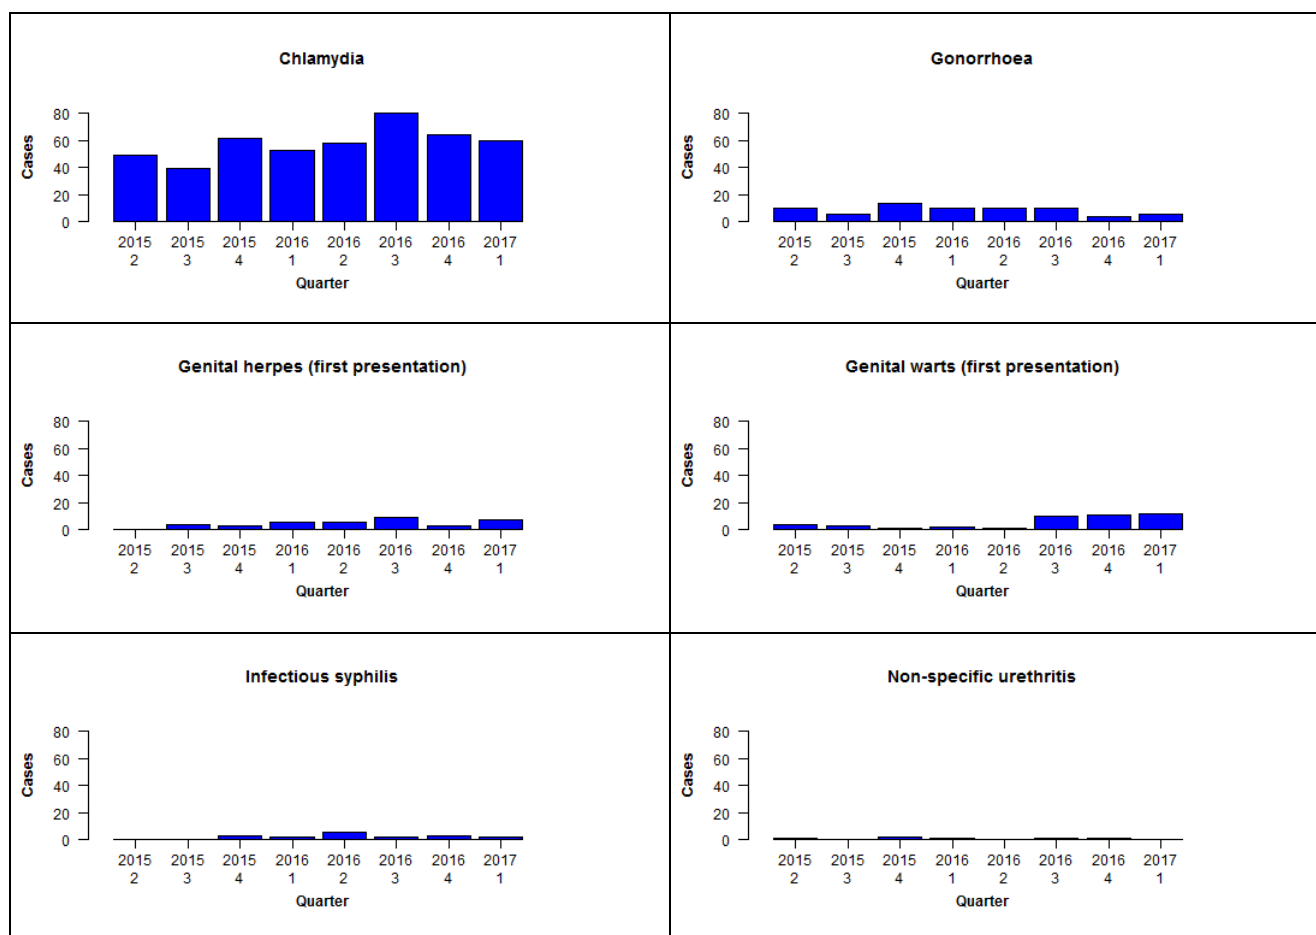 Chlamydia
Cases
80
60
40
20
0
2015 2015 2015 2016 2016 2016 2016 2017
2 3 4 1 2 3 4 1
Quarter
Gonorrhoea
Cases
80
60
40
20
0
2015 2015 2015 2016 2016 2016 2016 2017
2 3 4 1 2 3 4 1
Quarter
Genital herpes (first presentation)
Cases
80
60
40
20
0
2015 2015 2015 2016 2016 2016 2016 2017
2 3 4 1 2 3 4 1
Quarter
Genital warts (first presentation)
Cases
80
60
40
20
0
2015 2015 2015 2016 2016 2016 2016 2017
2 3 4 1 2 3 4 1
Quarter
Infectious syphilis
Cases
80
60
40
20
0
2015 2015 2015 2016 2016 2016 2016 2017
2 3 4 1 2 3 4 1
Quarter
Non-specific urethritis
Cases
80
60
40
20
0
2015 2015 2015 2016 2016 2016 2016 2017
2 3 4 1 2 3 4 1
Quarter